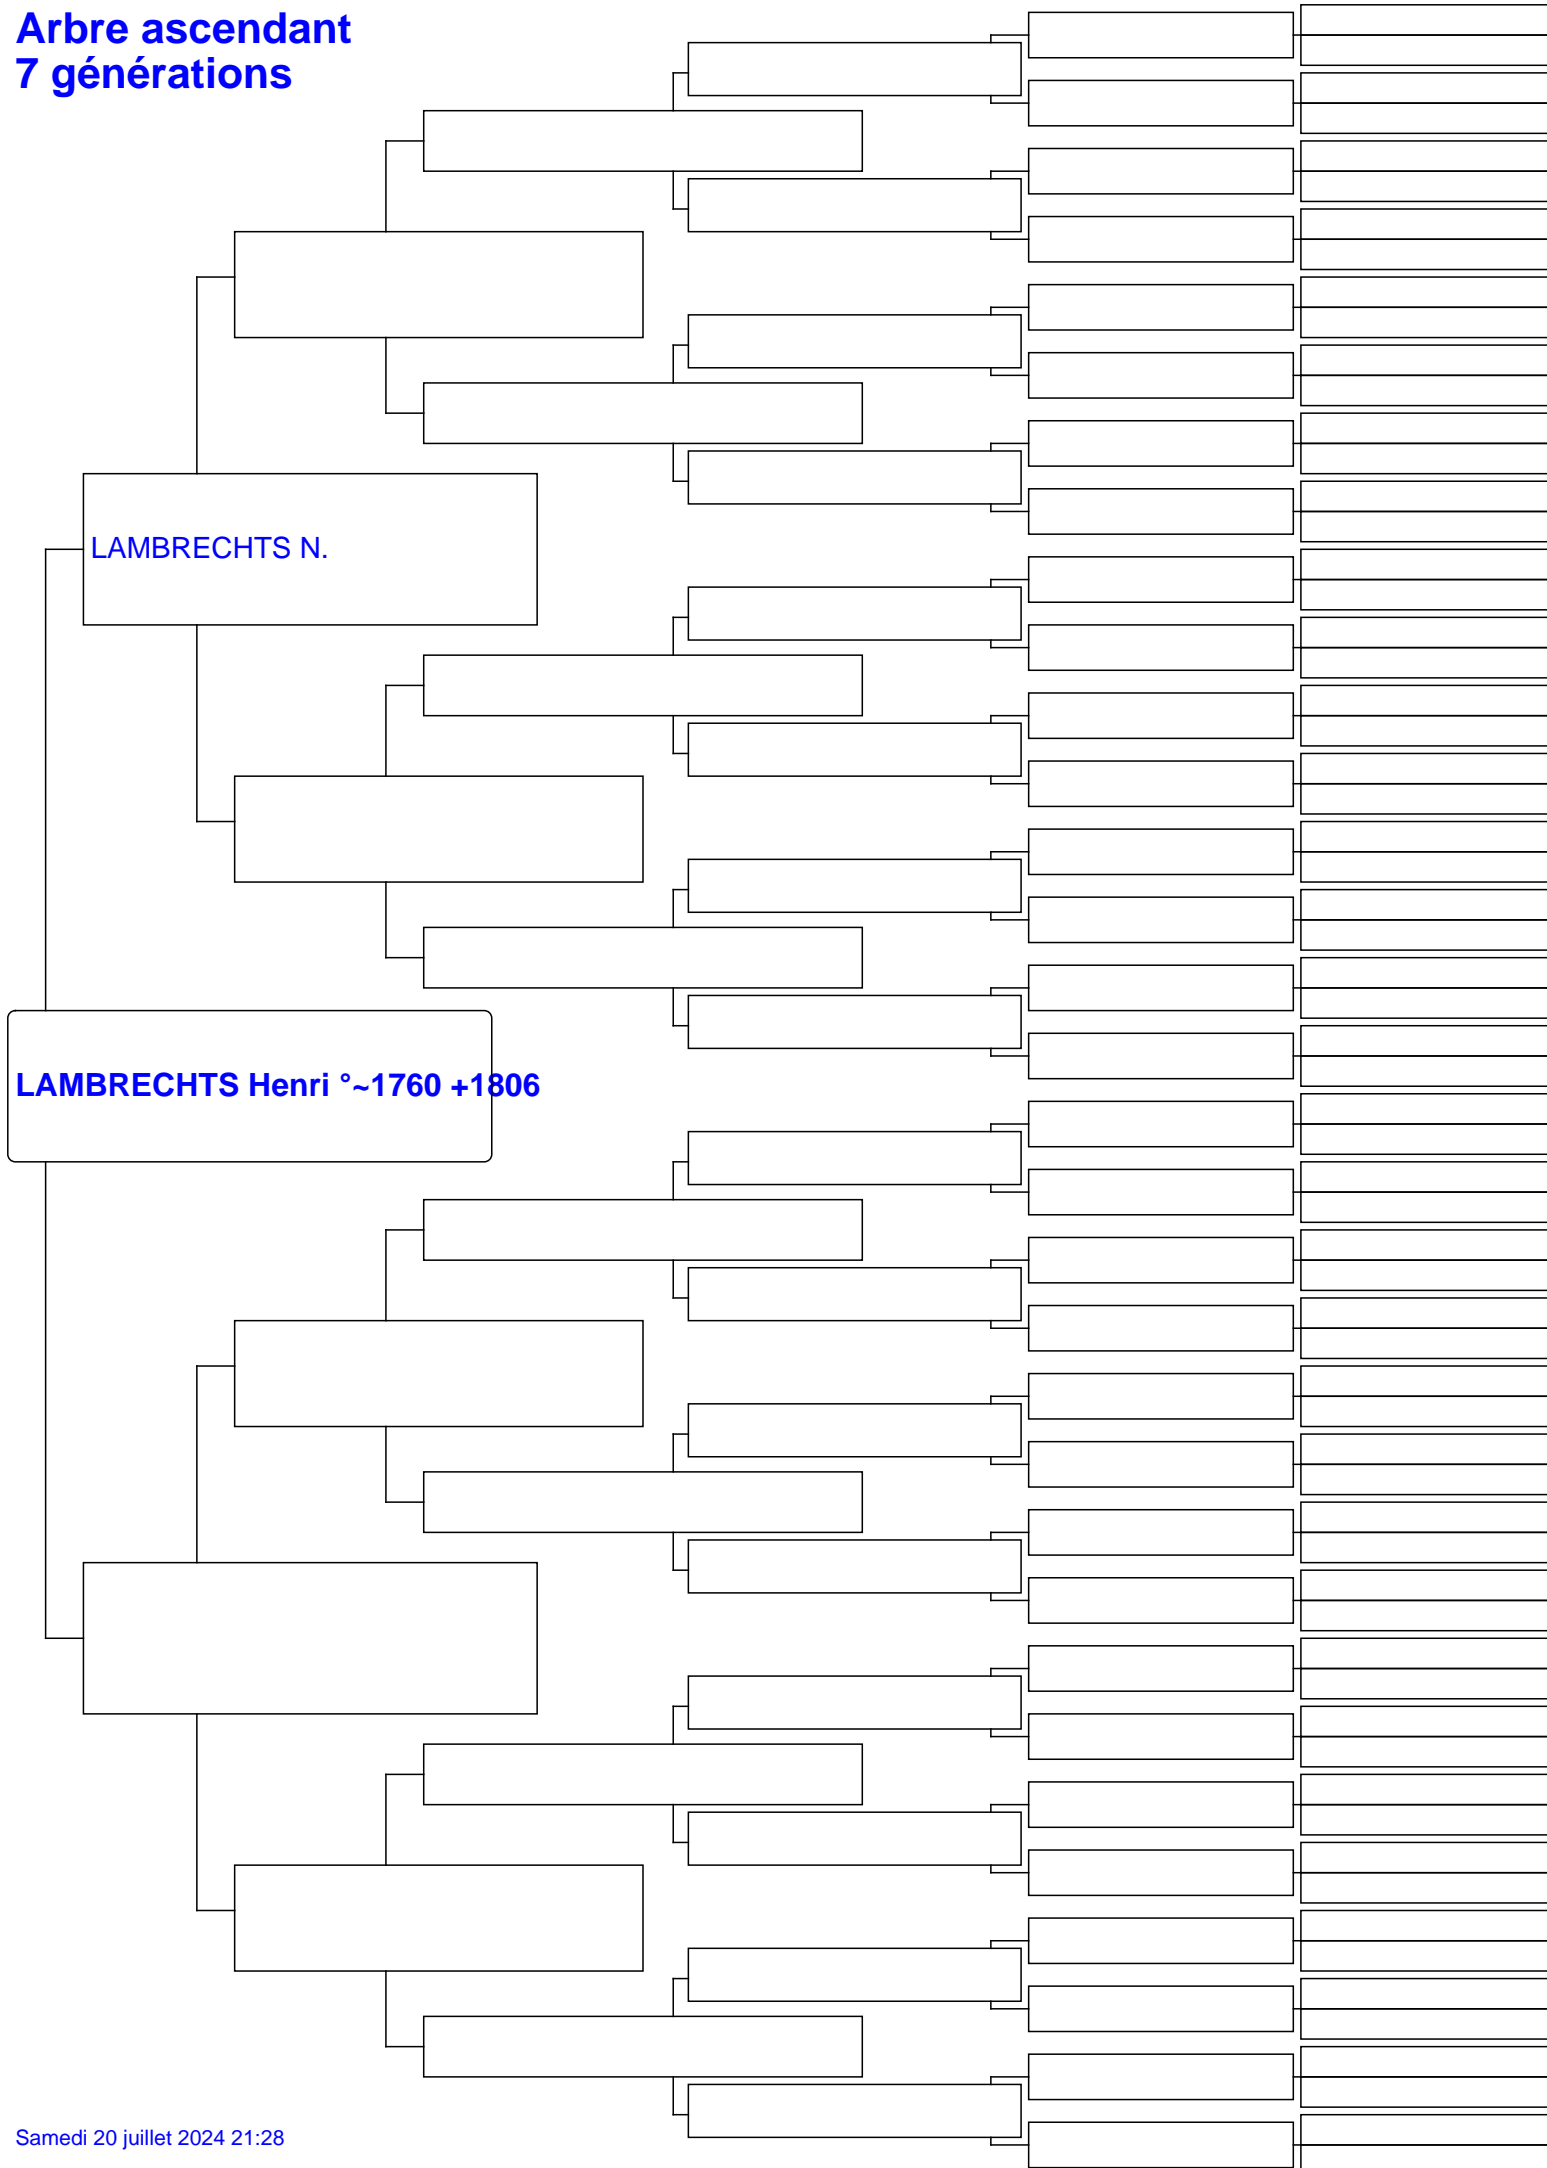 Arbre ascendant
7 générations
LAMBRECHTS N.
LAMBRECHTS Henri °~1760 +1806
Samedi 20 juillet 2024 21:28